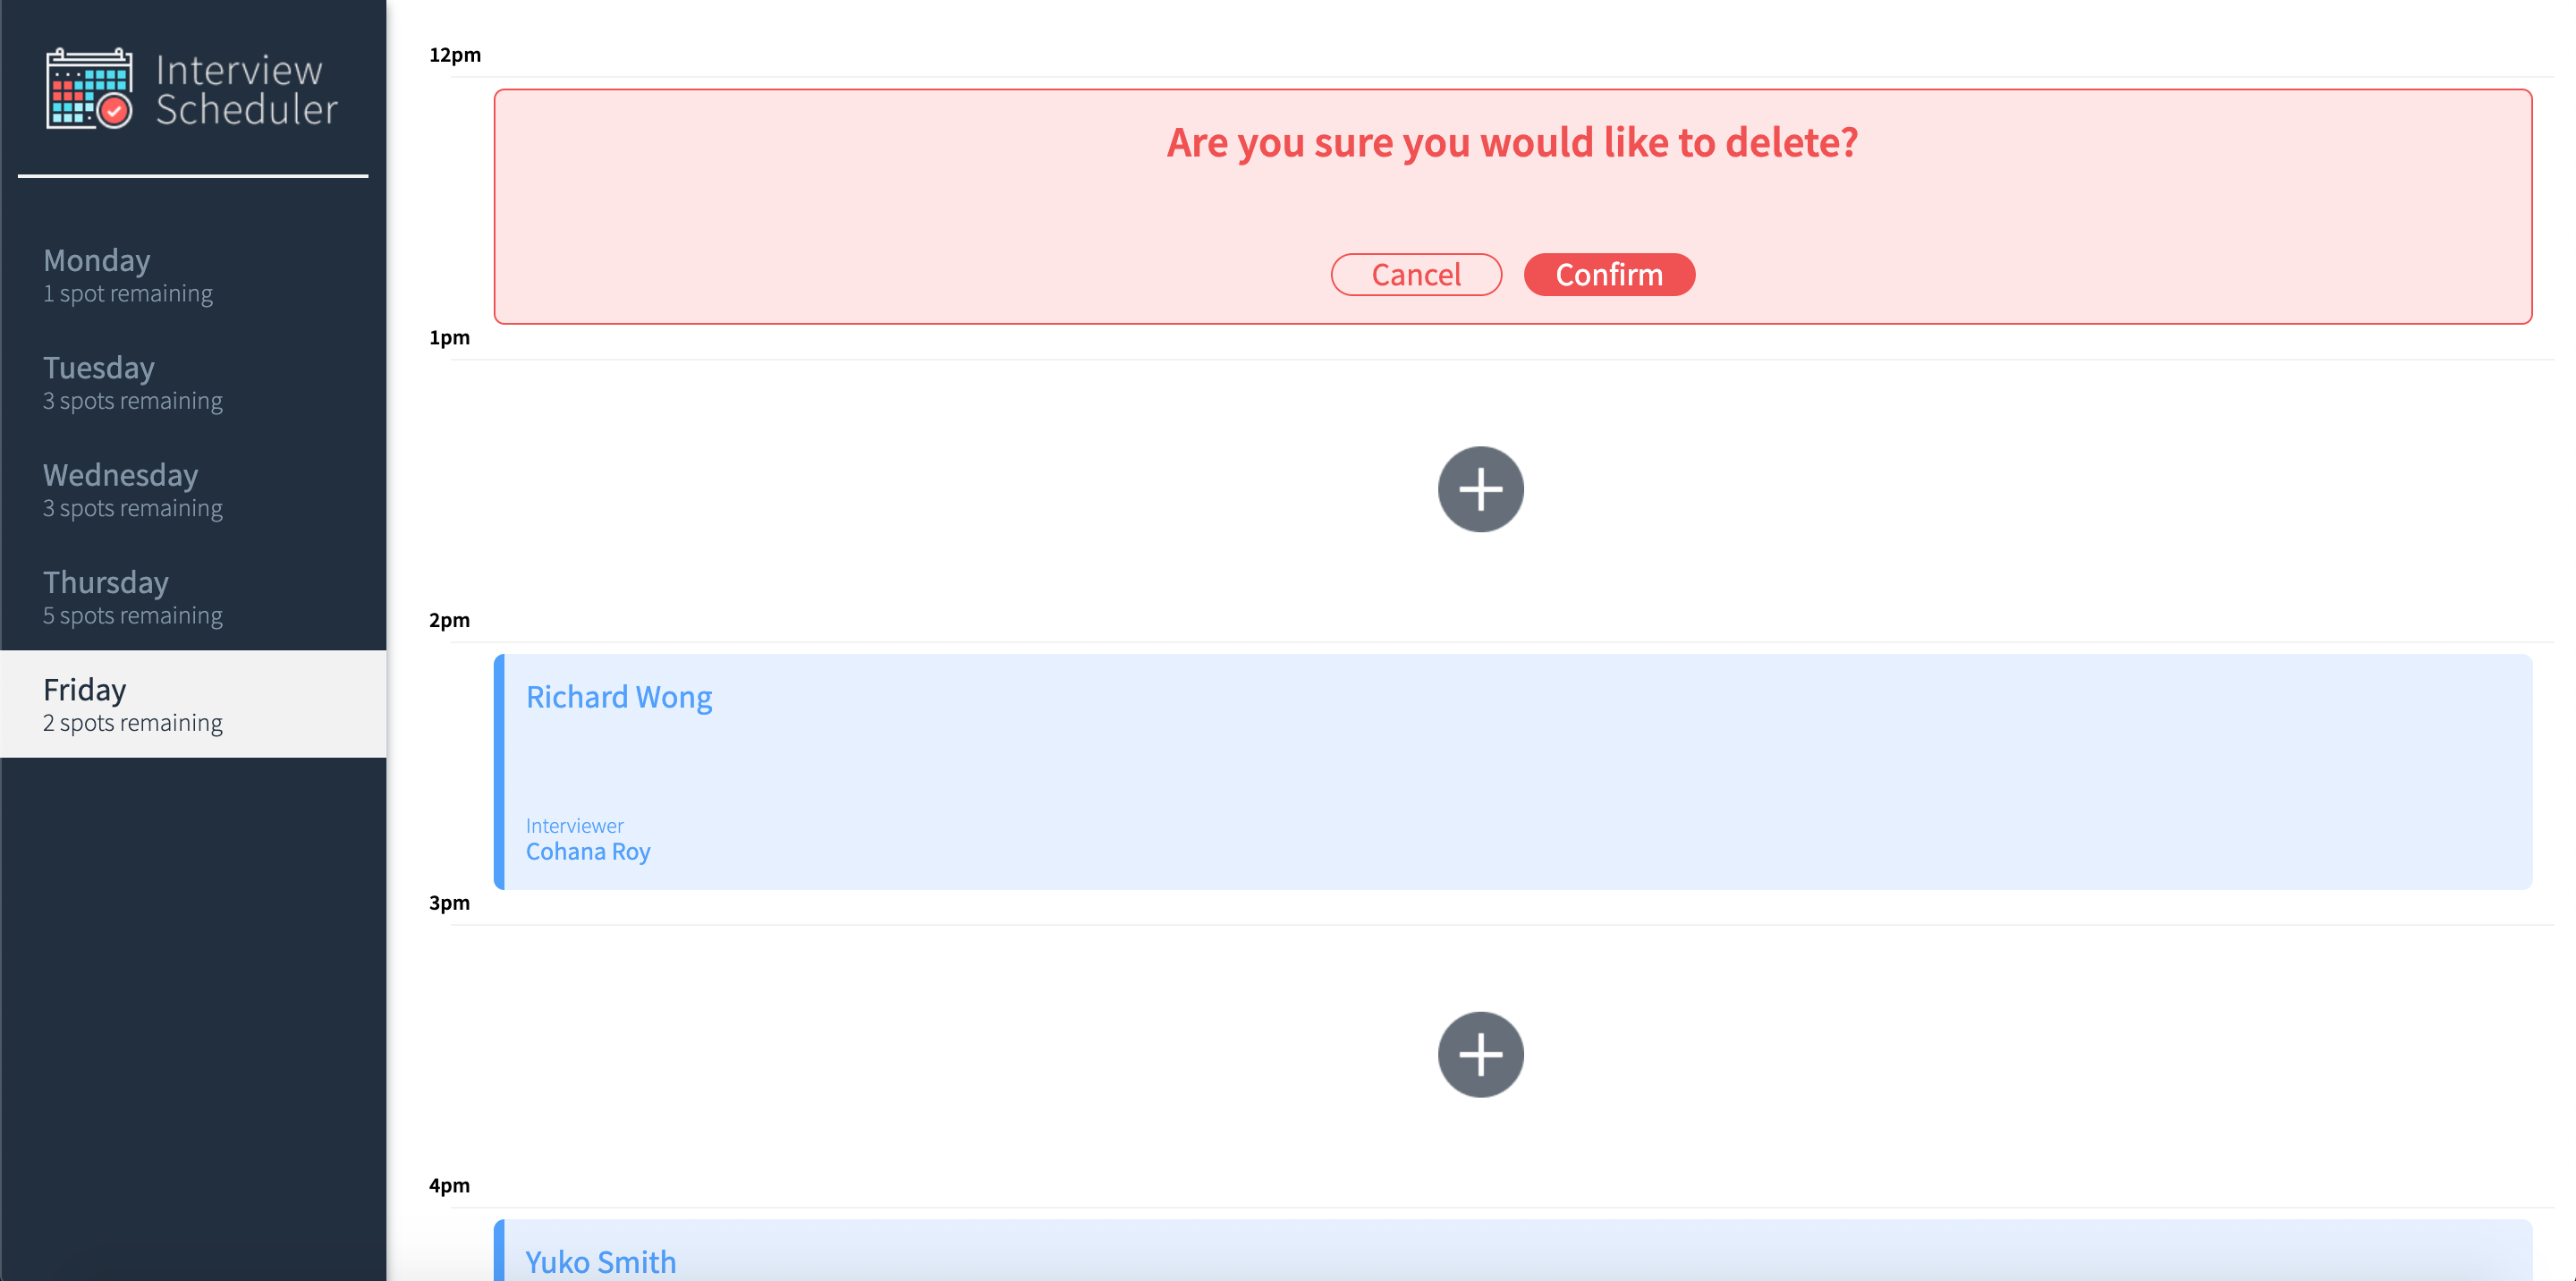 Interview
Scheduler
Monday
1 spot remaining
Tuesday
3 spots remaining
Wednesday
3 spots remaining
Thursday
5 spots remaining
Friday
2 spots remaining
12pm
Are you sure you would like to delete?
Cancel Confirm
1pm
2pm
Richard Wong
Interviewer
Cohana Roy
3pm
4pm
Yuko Smith